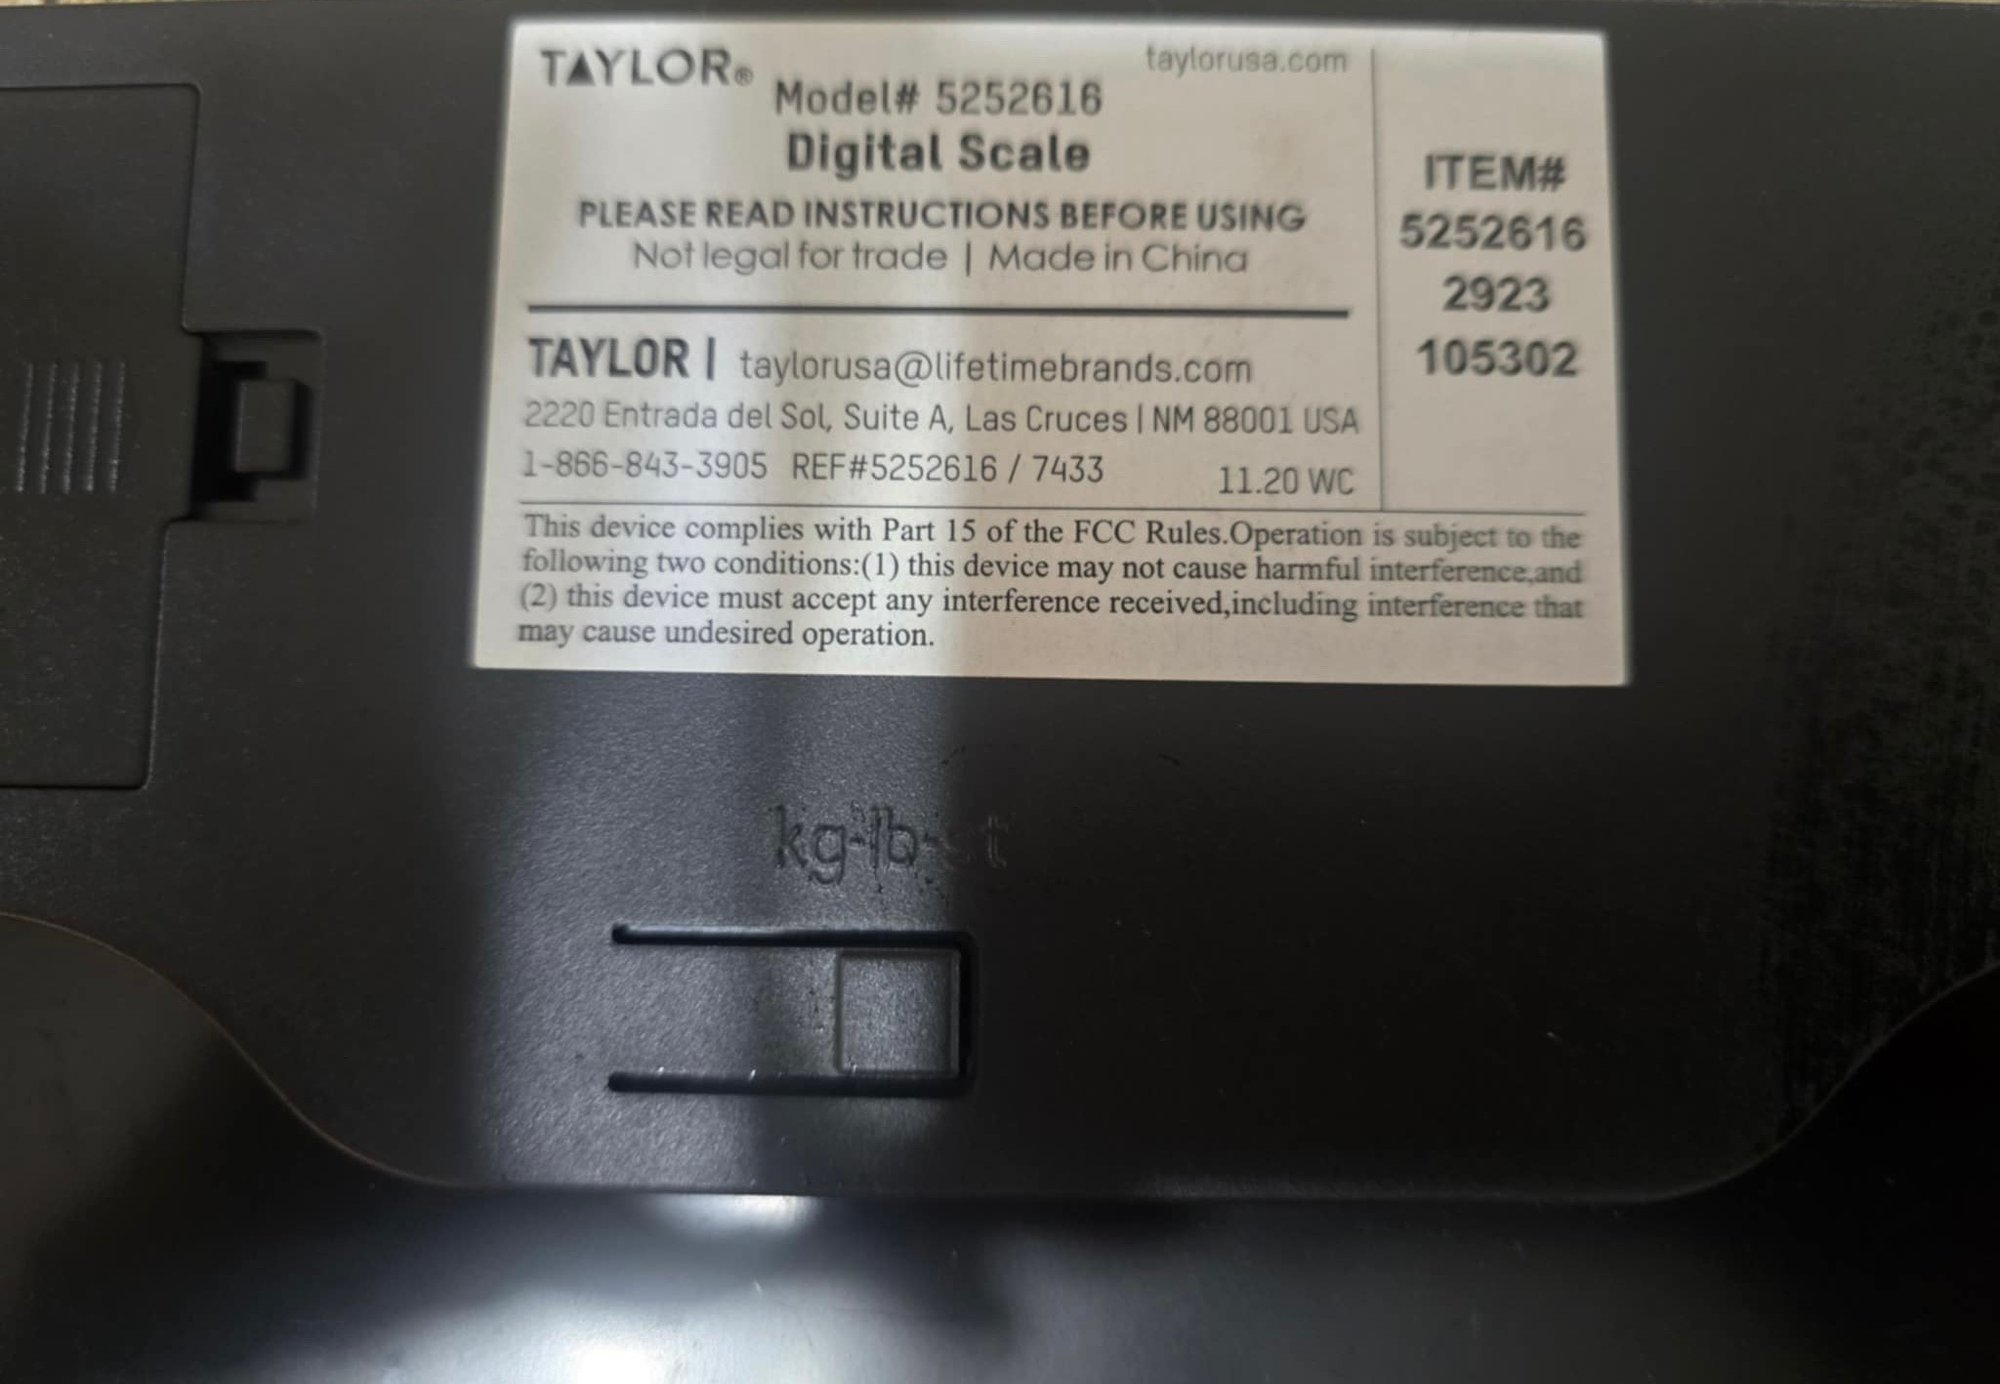 TAYLOR®
taylorusa.com
Model# 5252616
Digital Scale
PLEASE READ INSTRUCTIONS BEFORE USING
Not legal for trade | Made in China
TAYLOR | taylorusa@lifetimebrands.com
2220 Entrada del Sol, Suite A, Las Cruces | NM 88001 USA
1-866-843-3905 REF#5252616 / 7433 11.20 WC
ITEM#
5252616
2923
105302
This device complies with Part 15 of the FCC Rules.Operation is subject to the
following two conditions:(1) this device may not cause harmful interference,and
(2) this device must accept any interference received,including interference that
may cause undesired operation.
kg-lb-st